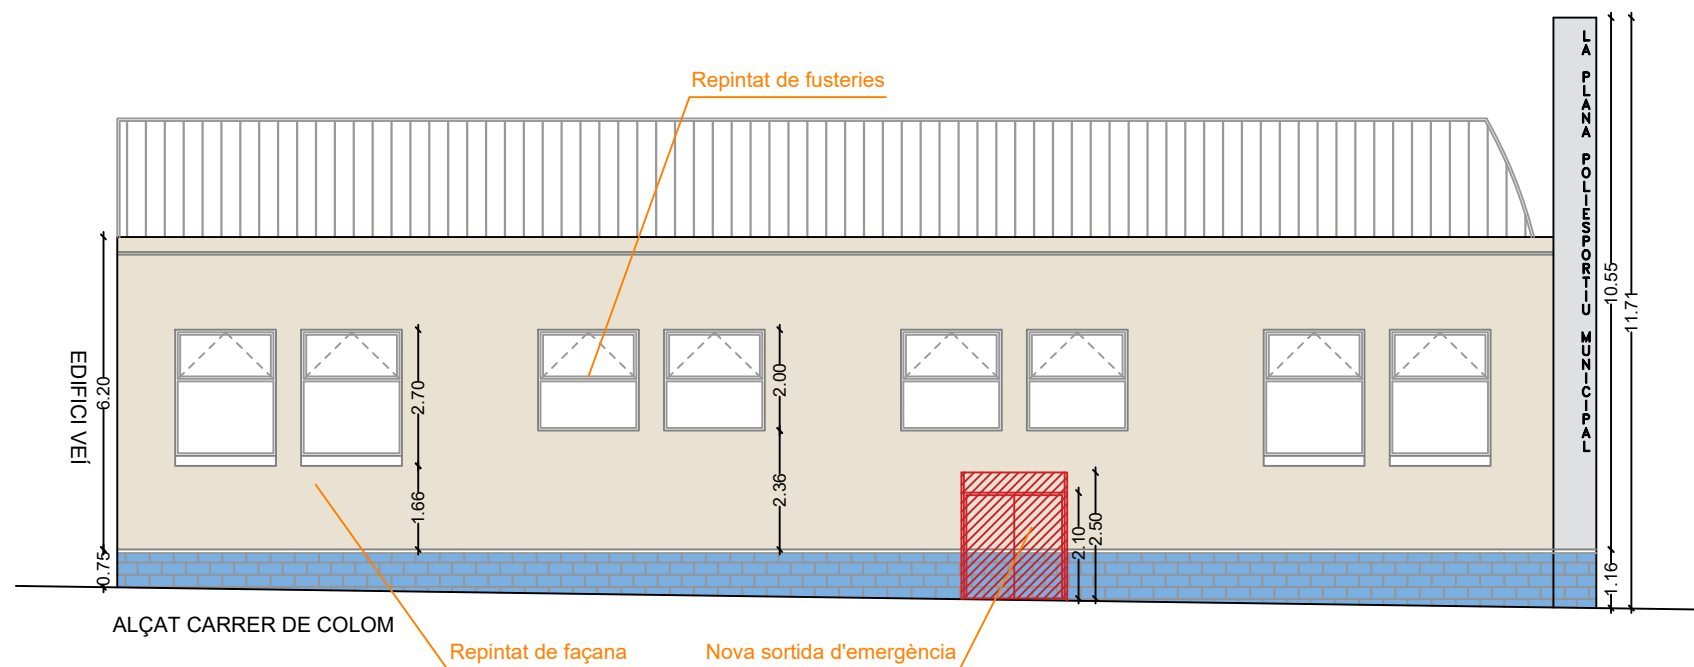 LA PLANA POLIESPORTIU MUNICIPAL
Repintat de fusteries
10.55
11.71
EDIFICI VEÍ
6.20
2.70
2.00
1.66
2.36
2.10
2.50
0.75
1.16
ALÇAT CARRER DE COLOM
Repintat de façana
Nova sortida d'emergència